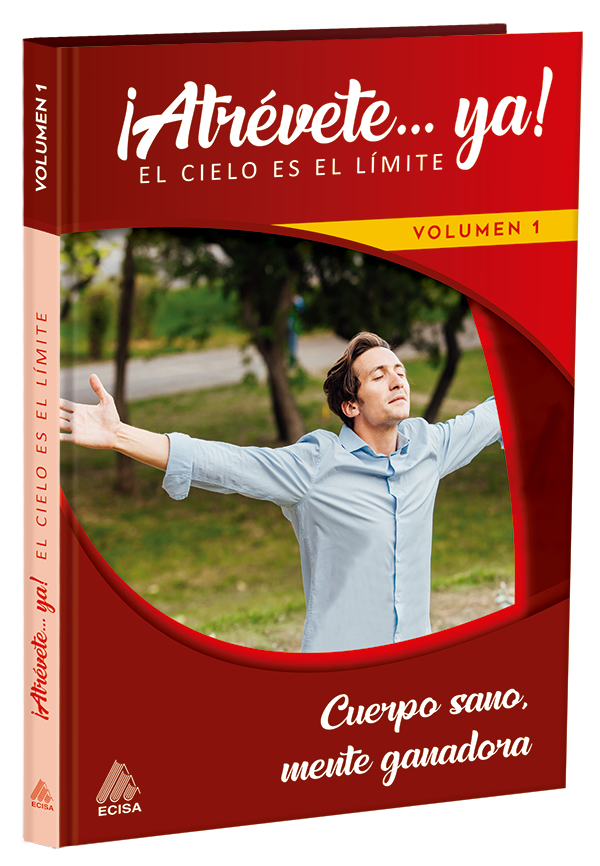 ¡Atrévete... ya!
EL CIELO ES EL LÍMITE
VOLUMEN 1
Cuerpo sano,
mente ganadora
ECISA
VOLUMEN 1
¡Atrévete... ya! EL CIELO ES EL LÍMITE
ECISA